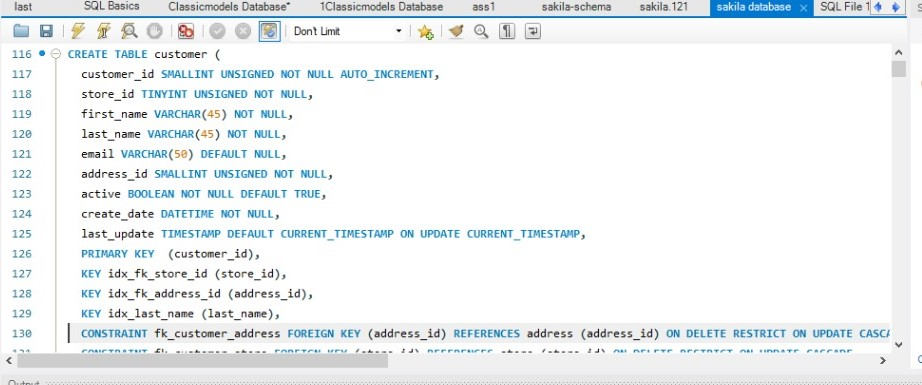 last SQL Basics Classicmodels Database* 1Classicmodels Database ass1 sakila-schema sakila.121 sakila database SQL File 1
Don't Limit
116 CREATE TABLE customer (
117 customer_id SMALLINT UNSIGNED NOT NULL AUTO_INCREMENT,
118 store_id TINYINT UNSIGNED NOT NULL,
119 first_name VARCHAR(45) NOT NULL,
120 last_name VARCHAR(45) NOT NULL,
121 email VARCHAR(50) DEFAULT NULL,
122 address_id SMALLINT UNSIGNED NOT NULL,
123 active BOOLEAN NOT NULL DEFAULT TRUE,
124 create_date DATETIME NOT NULL,
125 last_update TIMESTAMP DEFAULT CURRENT_TIMESTAMP ON UPDATE CURRENT_TIMESTAMP,
126 PRIMARY KEY (customer_id),
127 KEY idx_fk_store_id (store_id),
128 KEY idx_fk_address_id (address_id),
129 KEY idx_last_name (last_name),
130 CONSTRAINT fk_customer_address FOREIGN KEY (address_id) REFERENCES address (address_id) ON DELETE RESTRICT ON UPDATE CASCA
131 CONSTRAINT fk_customer_store FOREIGN KEY (store_id) REFERENCES store (store_id) ON DELETE RESTRICT ON UPDATE CASCADE
Output